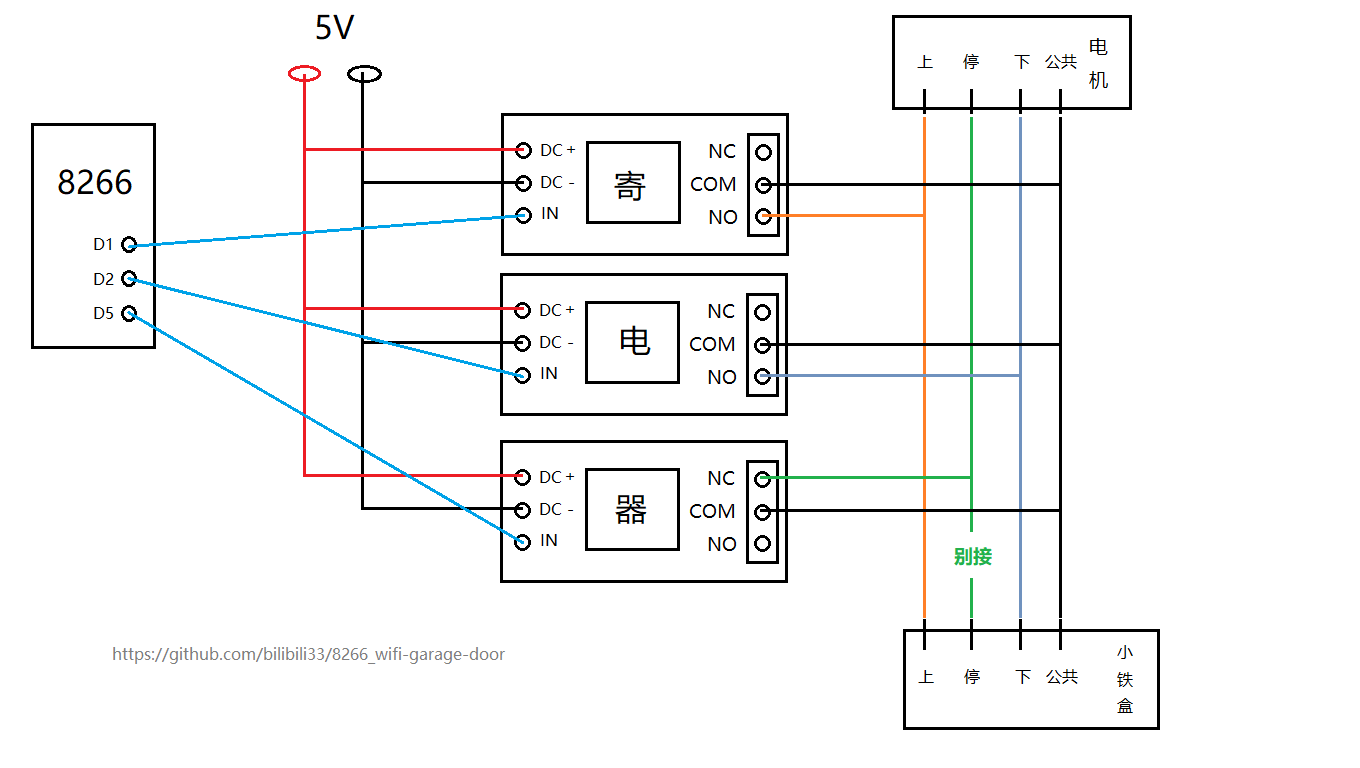 5V
8266
D1
D2
D5
DC +
DC -
IN
寄
NC
COM
NO
DC +
DC -
IN
电
NC
COM
NO
DC +
DC -
IN
器
NC
COM
NO
上 停 下 公共
电
机
别接
上 停 下 公共
小
铁
盒
https://github.com/bilibili33/8266_wifi-garage-door